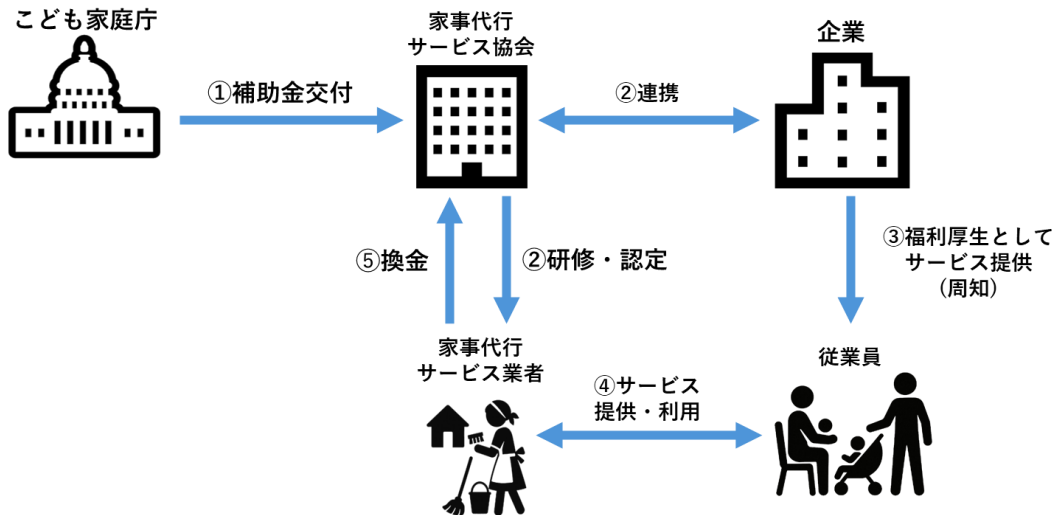 こども家庭庁
家事代行
サービス協会
企業
①補助金交付
②連携
⑤換金
②研修・認定
③福利厚生として
サービス提供
(周知)
家事代行
サービス業者
④サービス
提供・利用
従業員